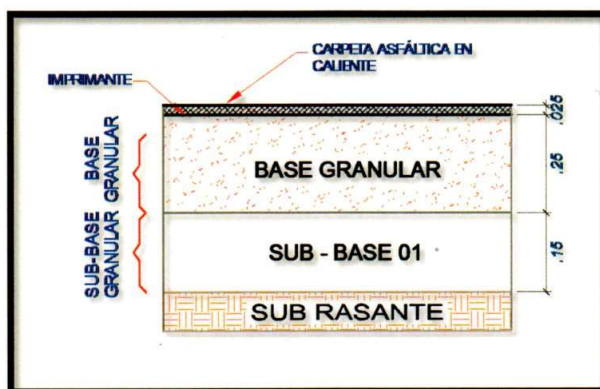 CARPETA ASFÁLTICA EN
CALIENTE
IMPRIMANTE
BASE
GRANULAR
SUB-BASE
GRANULAR
BASE GRANULAR
SUB - BASE 01
SUB RASANTE
.025
.25
.15